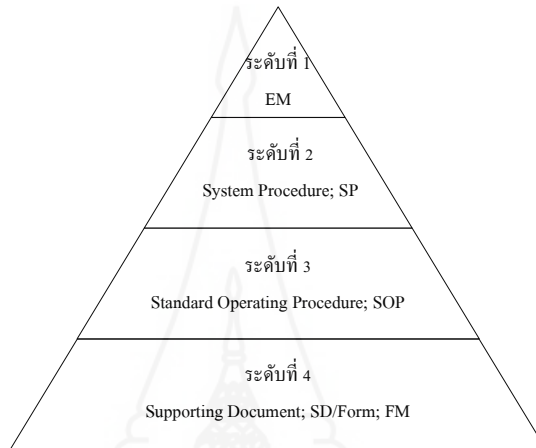 ระดับที่ 1
EM
ระดับที่ 2
System Procedure; SP
ระดับที่ 3
Standard Operating Procedure; SOP
ระดับที่ 4
Supporting Document; SD/Form; FM